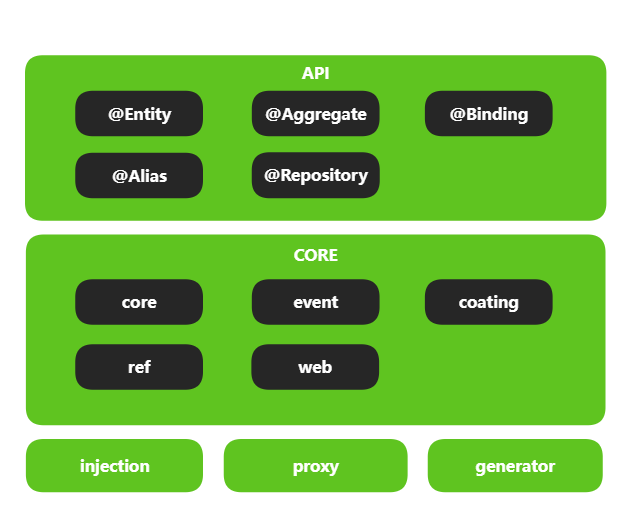 API
@Entity
@Aggregate
@Binding
@Alias
@Repository
CORE
core
event
coating
ref
web
injection
proxy
generator